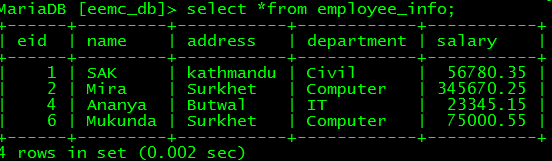 MariaDB [eemc_db]> select *from employee_info;
+-----+---------+-----------+------------+-----------+
| eid | name | address | department | salary |
+-----+---------+-----------+------------+-----------+
| 1 | SAK | kathmandu | Civil | 56780.35 |
| 2 | Mira | Surkhet | Computer | 345670.25 |
| 4 | Ananya | Butwal | IT | 23345.15 |
| 6 | Mukunda | Surkhet | Computer | 75000.55 |
+-----+---------+-----------+------------+-----------+
4 rows in set (0.002 sec)